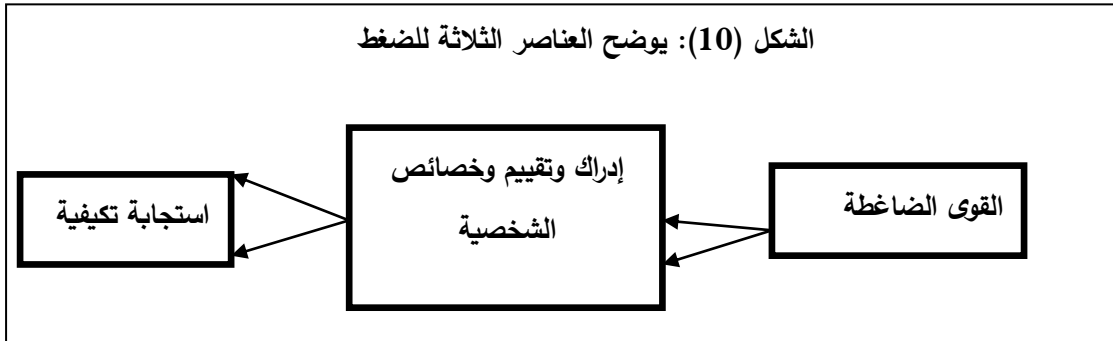 الشكل (10): يوضح العناصر الثلاثة للضغط
القوى الضاغطة
إدراك وتقييم وخصائص
الشخصية
استجابة تكيفية